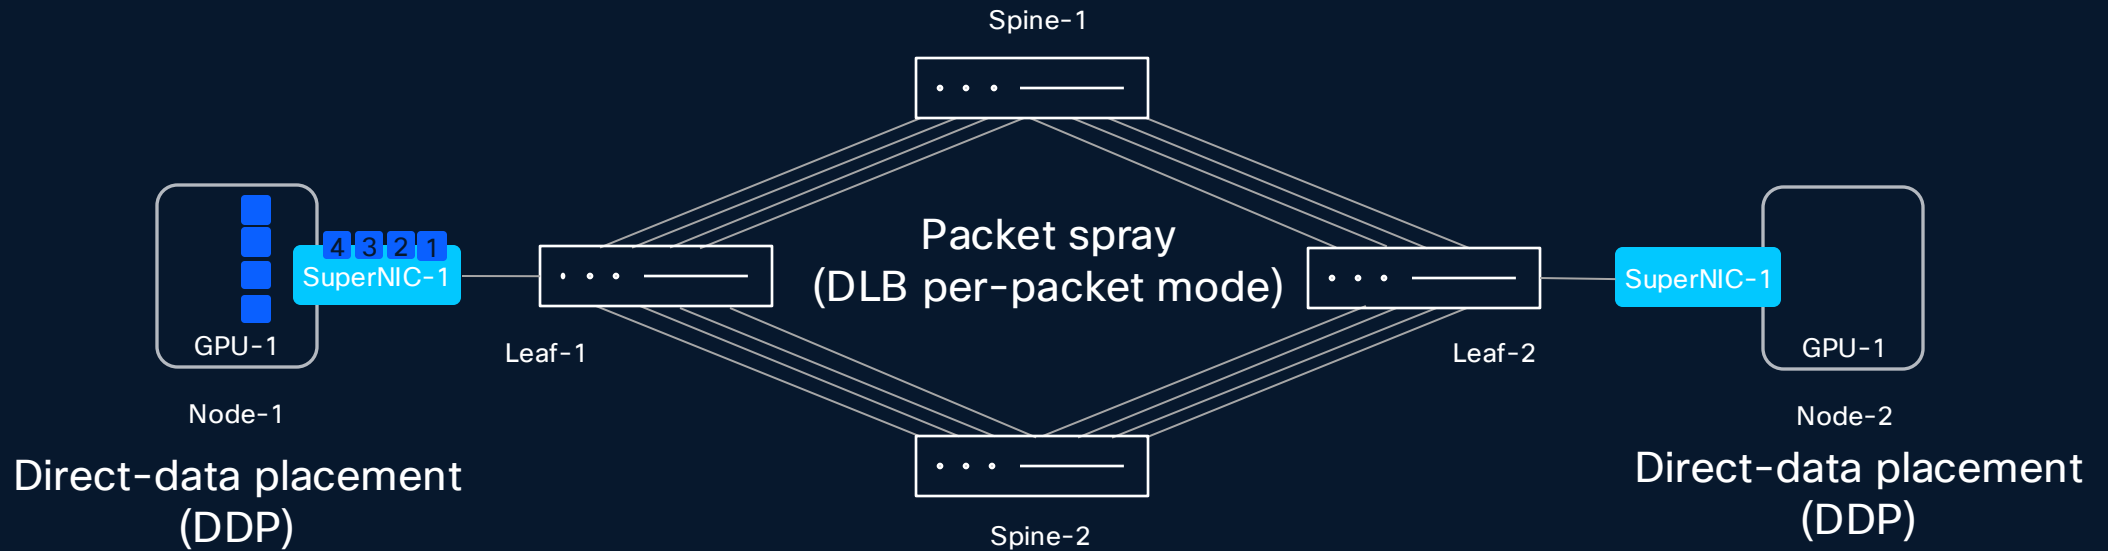 Spine-1
4 3 2 1
SuperNIC-1
GPU-1
Node-1
Direct-data placement
(DDP)
Leaf-1
Packet spray
(DLB per-packet mode)
Leaf-2
Spine-2
SuperNIC-1
GPU-1
Node-2
Direct-data placement
(DDP)